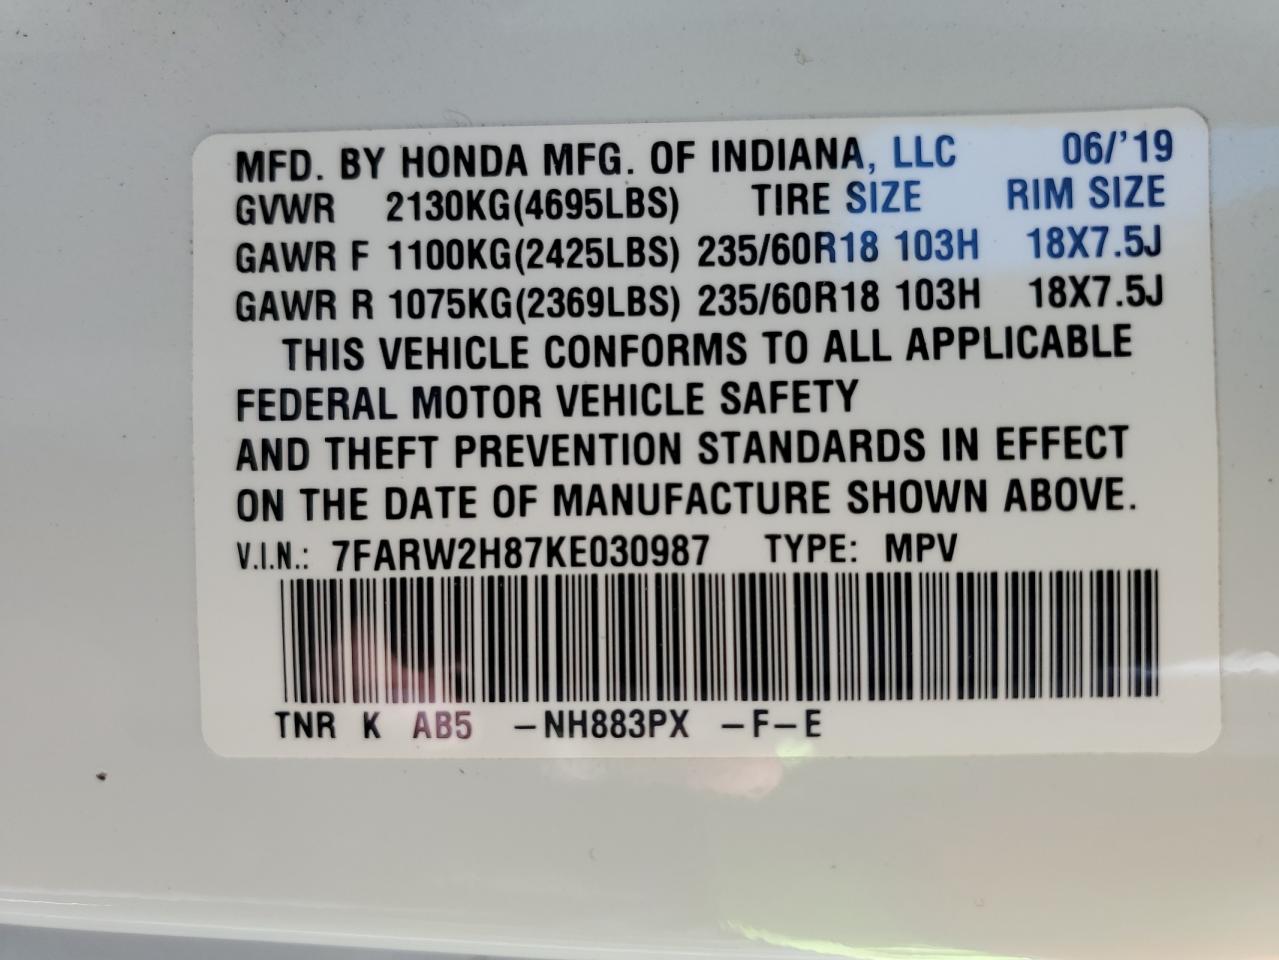 MFD. BY HONDA MFG. OF INDIANA, LLC 06/'19
GVWR 2130KG(4695LBS) TIRE SIZE RIM SIZE
GAWR F 1100KG(2425LBS) 235/60R18 103H 18X7.5J
GAWR R 1075KG(2369LBS) 235/60R18 103H 18X7.5J
THIS VEHICLE CONFORMS TO ALL APPLICABLE
FEDERAL MOTOR VEHICLE SAFETY
AND THEFT PREVENTION STANDARDS IN EFFECT
ON THE DATE OF MANUFACTURE SHOWN ABOVE.
V.I.N.: 7FARW2H87KE030987 TYPE: MPV
TNR K AB5 -NH883PX -F-E